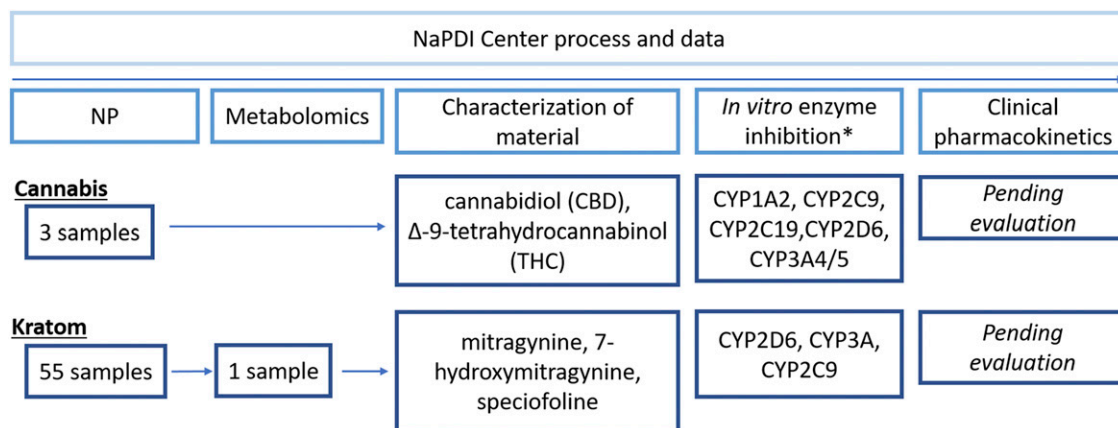 NaPDI Center process and data
NP
Metabolomics
Characterization of
material
In vitro enzyme
inhibition*
Clinical
pharmacokinetics
Cannabis
3 samples
cannabidiol (CBD),
Δ-9-tetrahydrocannabinol
(THC)
CYP1A2, CYP2C9,
CYP2C19,CYP2D6,
CYP3A4/5
Pending
evaluation
Kratom
55 samples
1 sample
mitragynine, 7-
hydroxymitragynine,
speciofoline
CYP2D6, CYP3A,
CYP2C9
Pending
evaluation